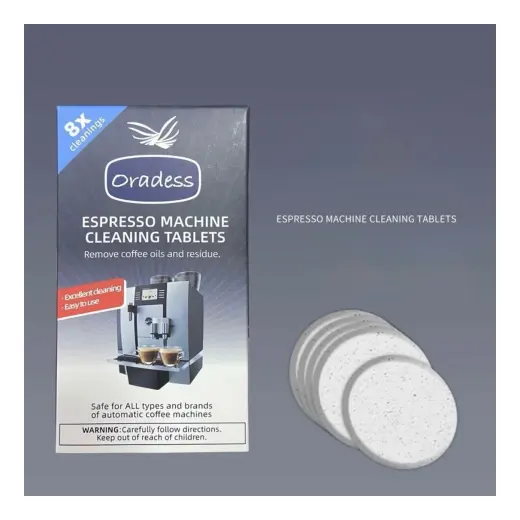 8x
cleanings
Oradess
ESPRESSO MACHINE
CLEANING TABLETS
Remove coffee oils and residue.
· Excellent cleaning
· Easy to use
Safe for ALL types and brands
of automatic coffee machines
WARNING: Carefully follow directions.
Keep out of reach of children.
ESPRESSO MACHINE CLEANING TABLETS